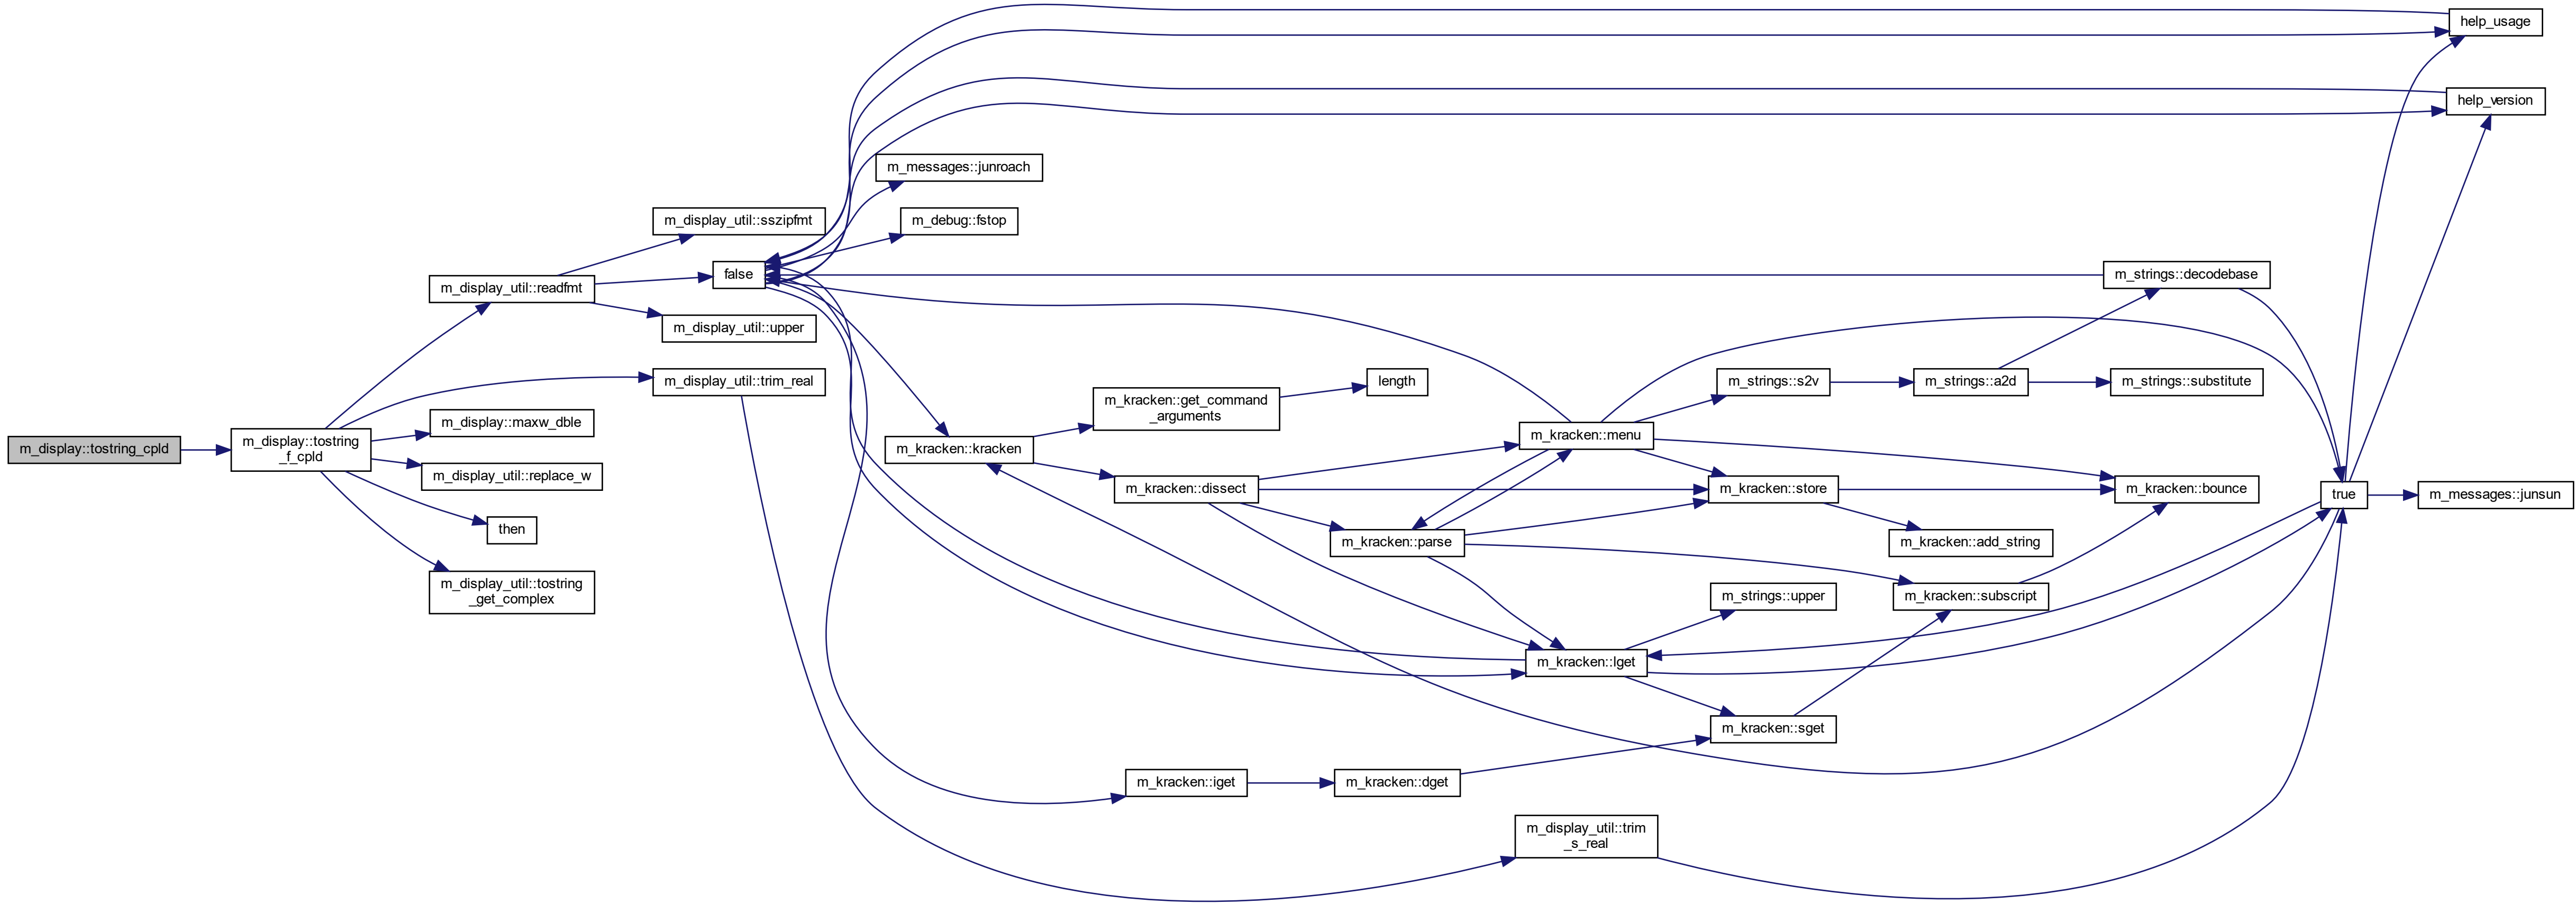 help_usage
help_version
m_messages::junroach
m_display_util::sszipfmt
m_debug::fstop
false
m_strings::decodebase
m_display_util::readfmt
m_display_util::upper
m_display_util::trim_real
length
m_strings::s2v
m_strings::a2d
m_strings::substitute
m_kracken::get_command
_arguments
m_display::maxw_dble
m_kracken::menu
m_display::tostring_cpld
m_display::tostring
_f_cpld
m_kracken::kracken
m_display_util::replace_w
m_kracken::dissect
m_kracken::store
m_kracken::bounce
true
m_messages::junsun
then
m_kracken::parse
m_kracken::add_string
m_display_util::tostring
_get_complex
m_strings::upper
m_kracken::subscript
m_kracken::lget
m_kracken::sget
m_kracken::iget
m_kracken::dget
m_display_util::trim
_s_real